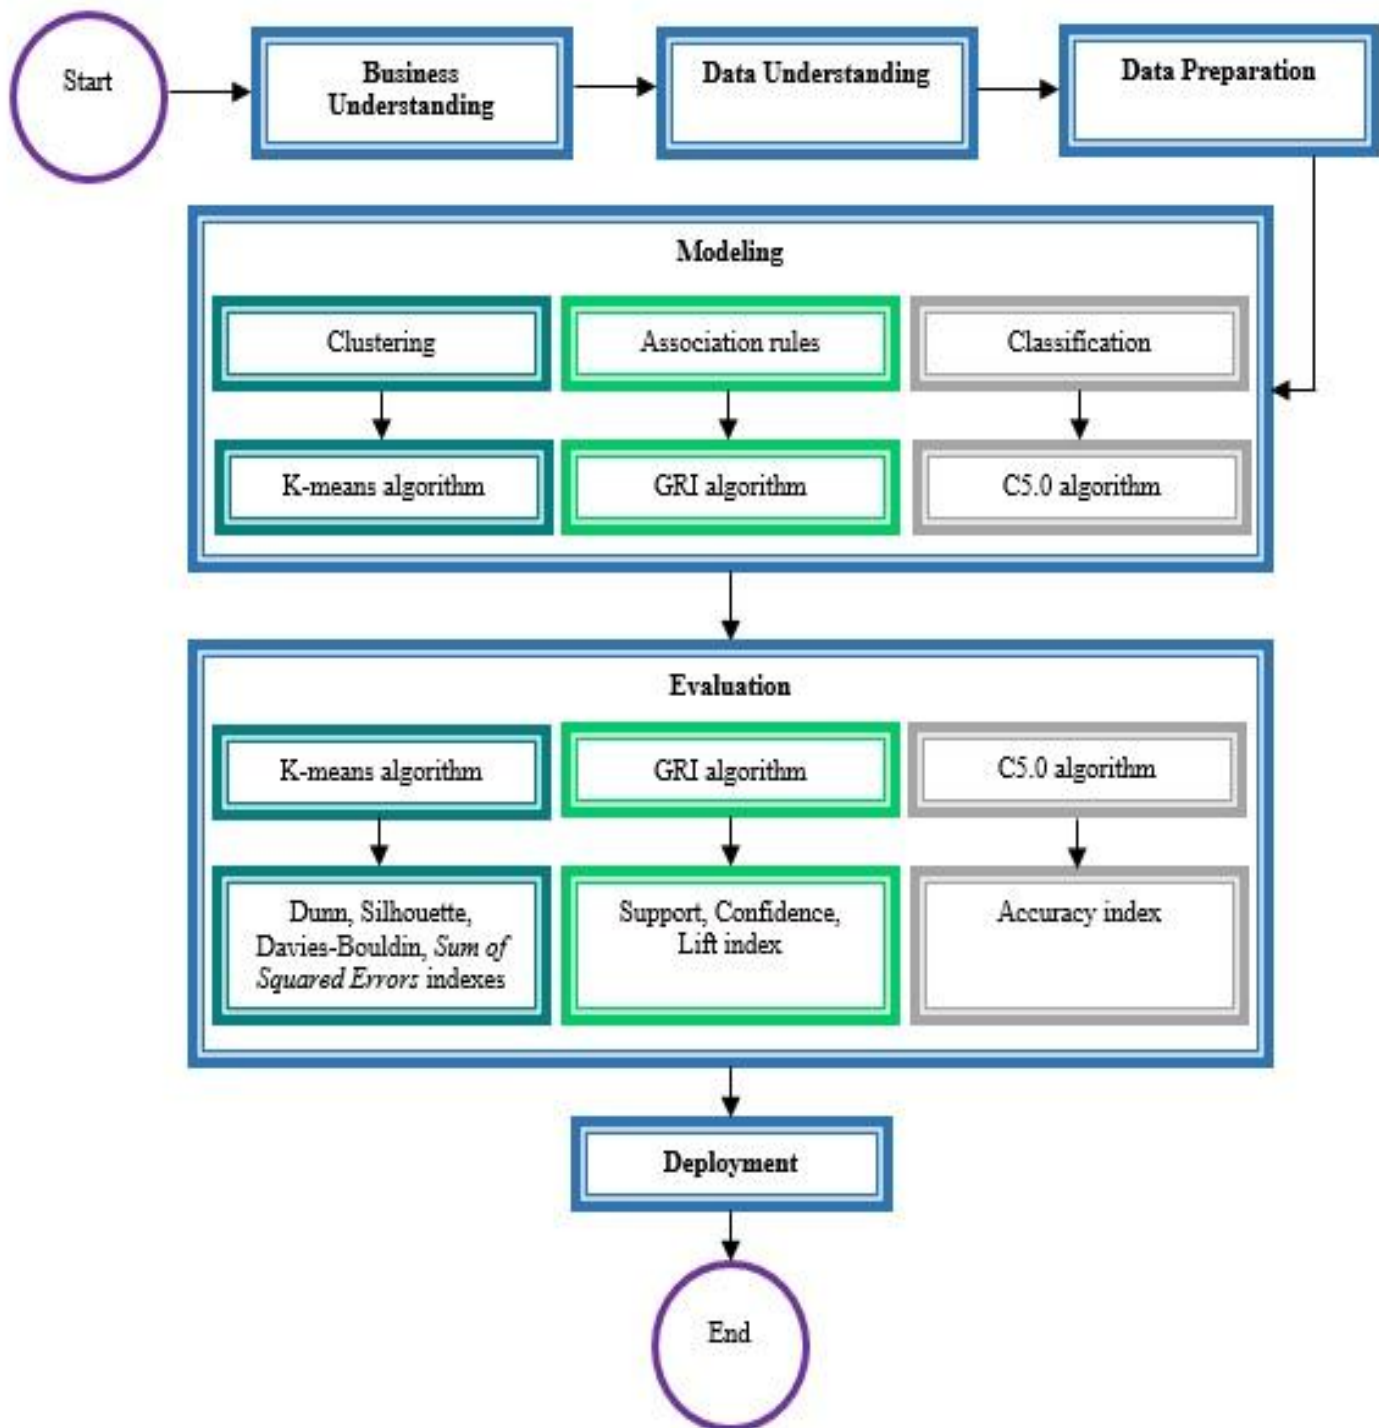 Start
Business
Understanding
Data Understanding
Data Preparation
Modeling
Clustering
Association rules
Classification
K-means algorithm
GRI algorithm
C5.0 algorithm
Evaluation
K-means algorithm
GRI algorithm
C5.0 algorithm
Dunn, Silhouette,
Davies-Bouldin, Sum of
Squared Errors indexes
Support, Confidence,
Lift index
Accuracy index
Deployment
End